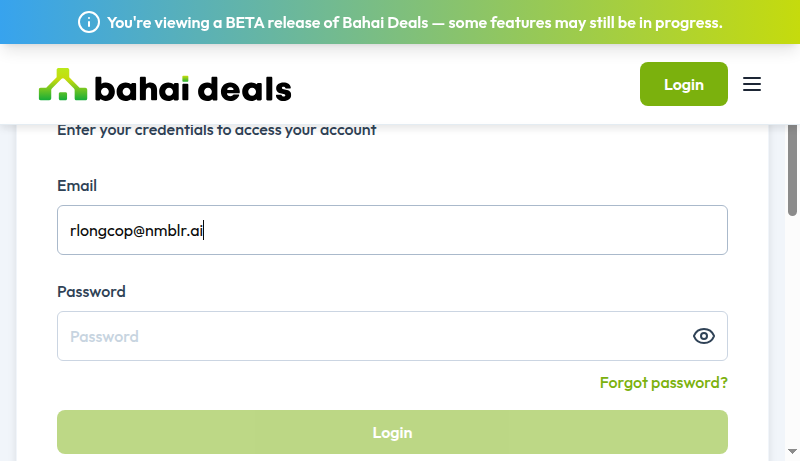 You're viewing a BETA release of Bahai Deals — some features may still be in progress.
bahai deals
Login
Enter your credentials to access your account
Email
rlongcop@nmblr.ai
Password
Password
Forgot password?
Login